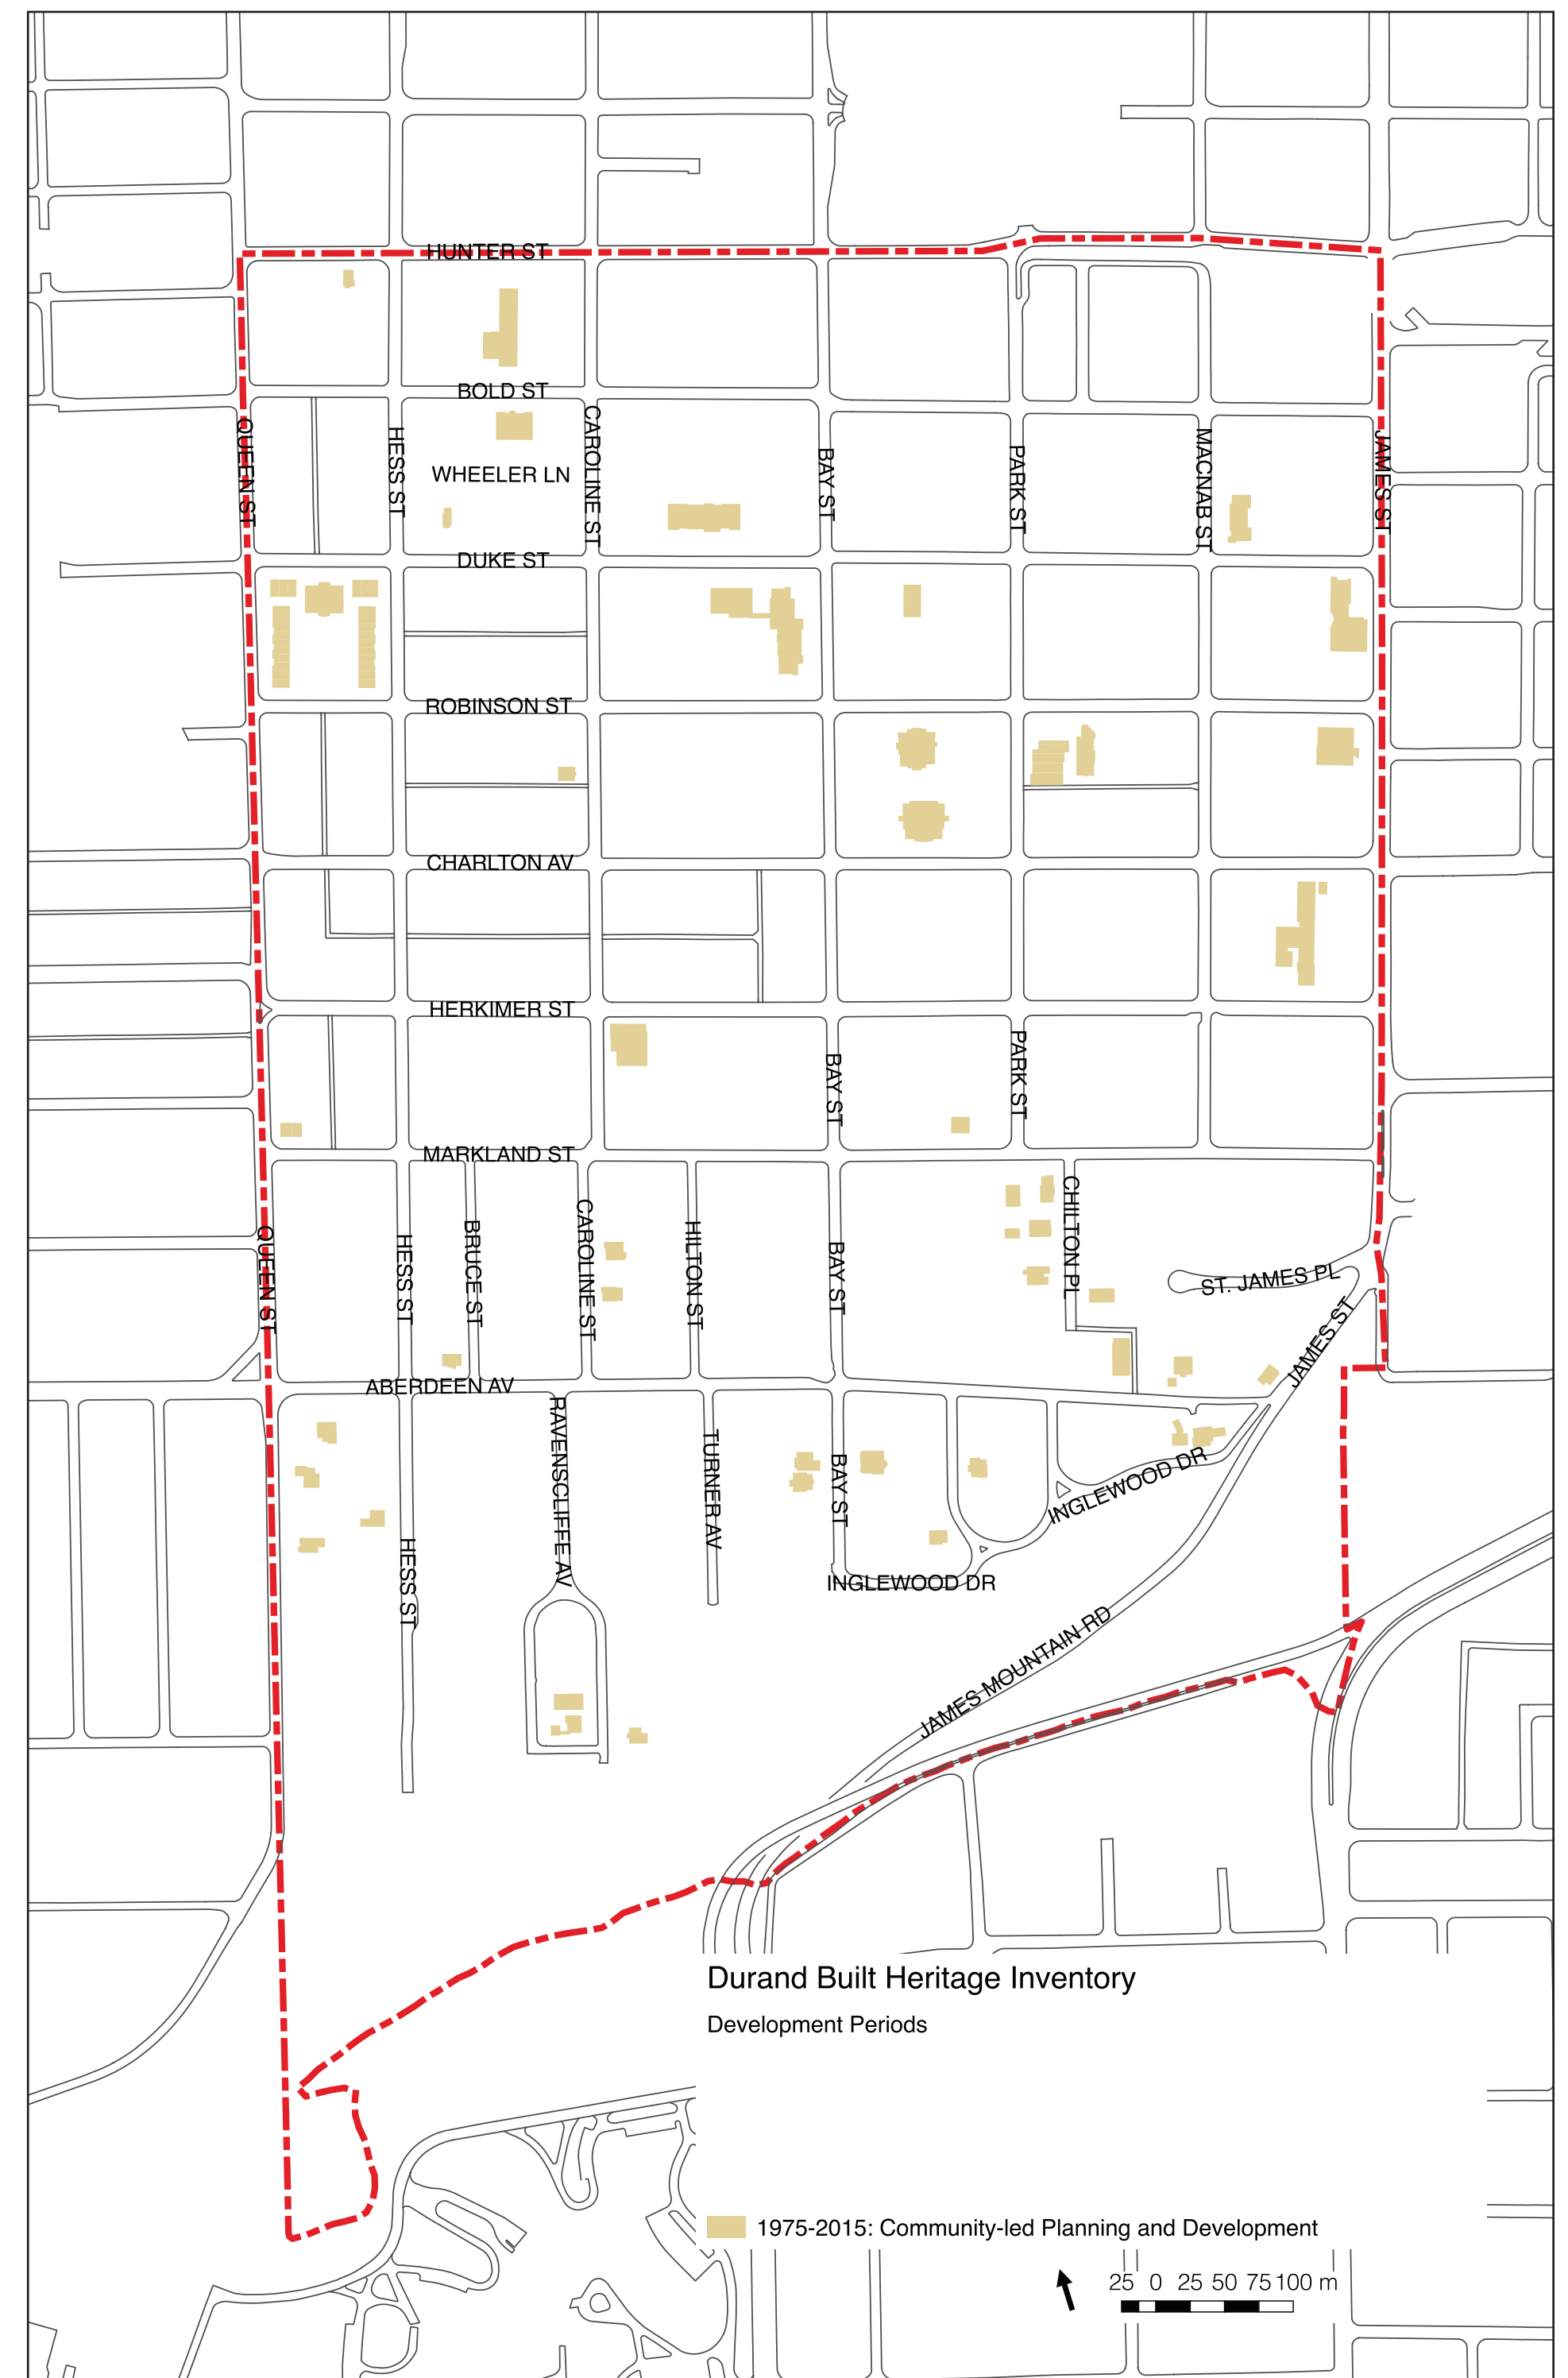 HUNTER ST
BOLD ST
QUEEN ST
HESS ST
CAROLINE ST
WHEELER LN
BAY ST
PARK ST
MACNAB ST
JAMES ST
DUKE ST
ROBINSON ST
CHARLTON AV
HERKIMER ST
BAY ST
PARK ST
MARKLAND ST
QUEEN ST
HESS ST
BRUCE ST
CAROLINE ST
HILTON ST
BAY ST
CHILTON PL
ST. JAMES PL
JAMES ST
ABERDEEN AV
HESS ST
RAVENSCLIFFE AV
TURNER AV
BAY ST
INGLEWOOD DR
INGLEWOOD DR
JAMES MOUNTAIN RD
Durand Built Heritage Inventory
Development Periods
1975-2015: Community-led Planning and Development
25 0 25 50 75 100 m